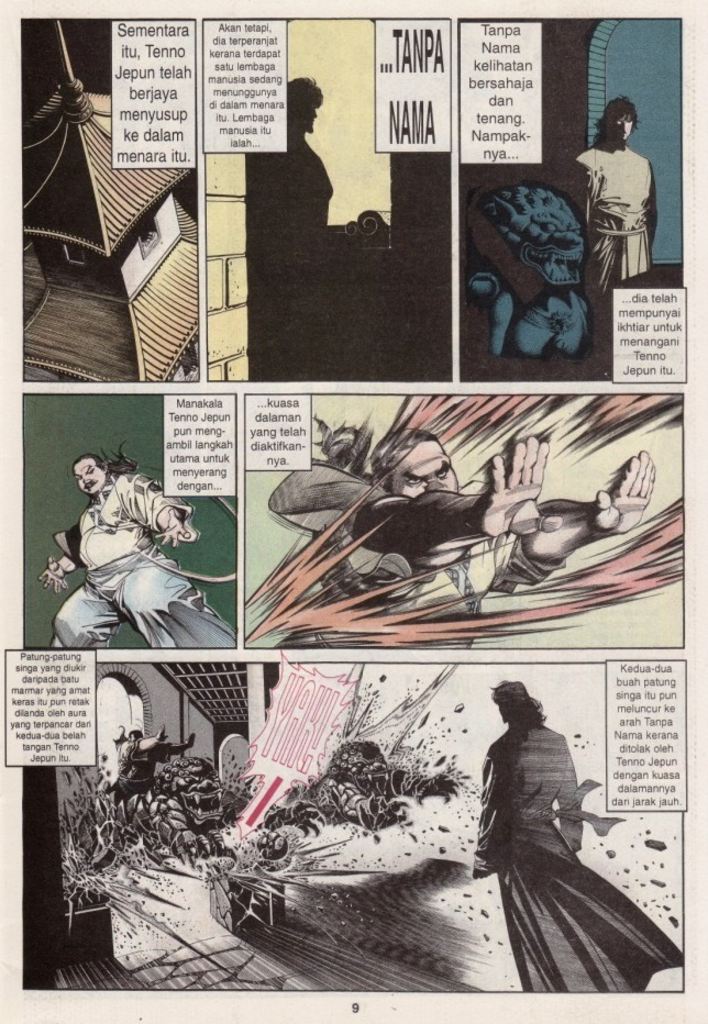 Sementara
itu, Tenno
Jepun telah
berjaya
menyusup
ke dalam
menara itu.
Akan tetapi,
dia terperanjat
kerana terdapat
satu lembaga
manusia sedang
menunggunya
di dalam menara
itu. Lembaga
manusia itu
ialah...
...TANPA
NAMA
Tanpa
Nama
kelihatan
bersahaja
dan
tenang.
Nampak-
nya...
...dia telah
mempunyai
ikhtiar untuk
menangani
Tenno
Jepun itu.
Manakala
Tenno Jepun
pun meng-
ambil langkah
utama untuk
menyerang
dengan...
...kuasa
dalaman
yang telah
diaktifkan-
nya.
Patung-patung
singa yang diukir
daripada batu
marmar yang amat
keras itu pun retak
dilanda oleh aura
yang terpancar dari
kedua-dua belah
tangan Tenno
Jepun itu.
YARK!
Kedua-dua
buah patung
singa itu pun
meluncur ke
arah Tanpa
Nama kerana
ditolak oleh
Tenno Jepun
dengan kuasa
dalamannya
dari jarak jauh.
9